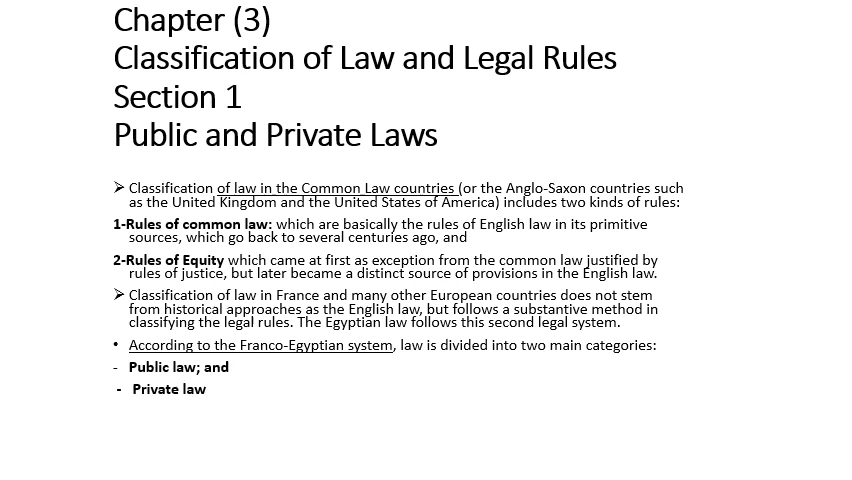 Chapter (3)
Classification of Law and Legal Rules
Section 1
Public and Private Laws
➢ Classification of law in the Common Law countries (or the Anglo-Saxon countries such
as the United Kingdom and the United States of America) includes two kinds of rules:
1-Rules of common law: which are basically the rules of English law in its primitive
sources, which go back to several centuries ago, and
2-Rules of Equity which came at first as exception from the common law justified by
rules of justice, but later became a distinct source of provisions in the English law.
➢ Classification of law in France and many other European countries does not stem
from historical approaches as the English law, but follows a substantive method in
classifying the legal rules. The Egyptian law follows this second legal system.
• According to the Franco-Egyptian system, law is divided into two main categories:
- Public law; and
- Private law